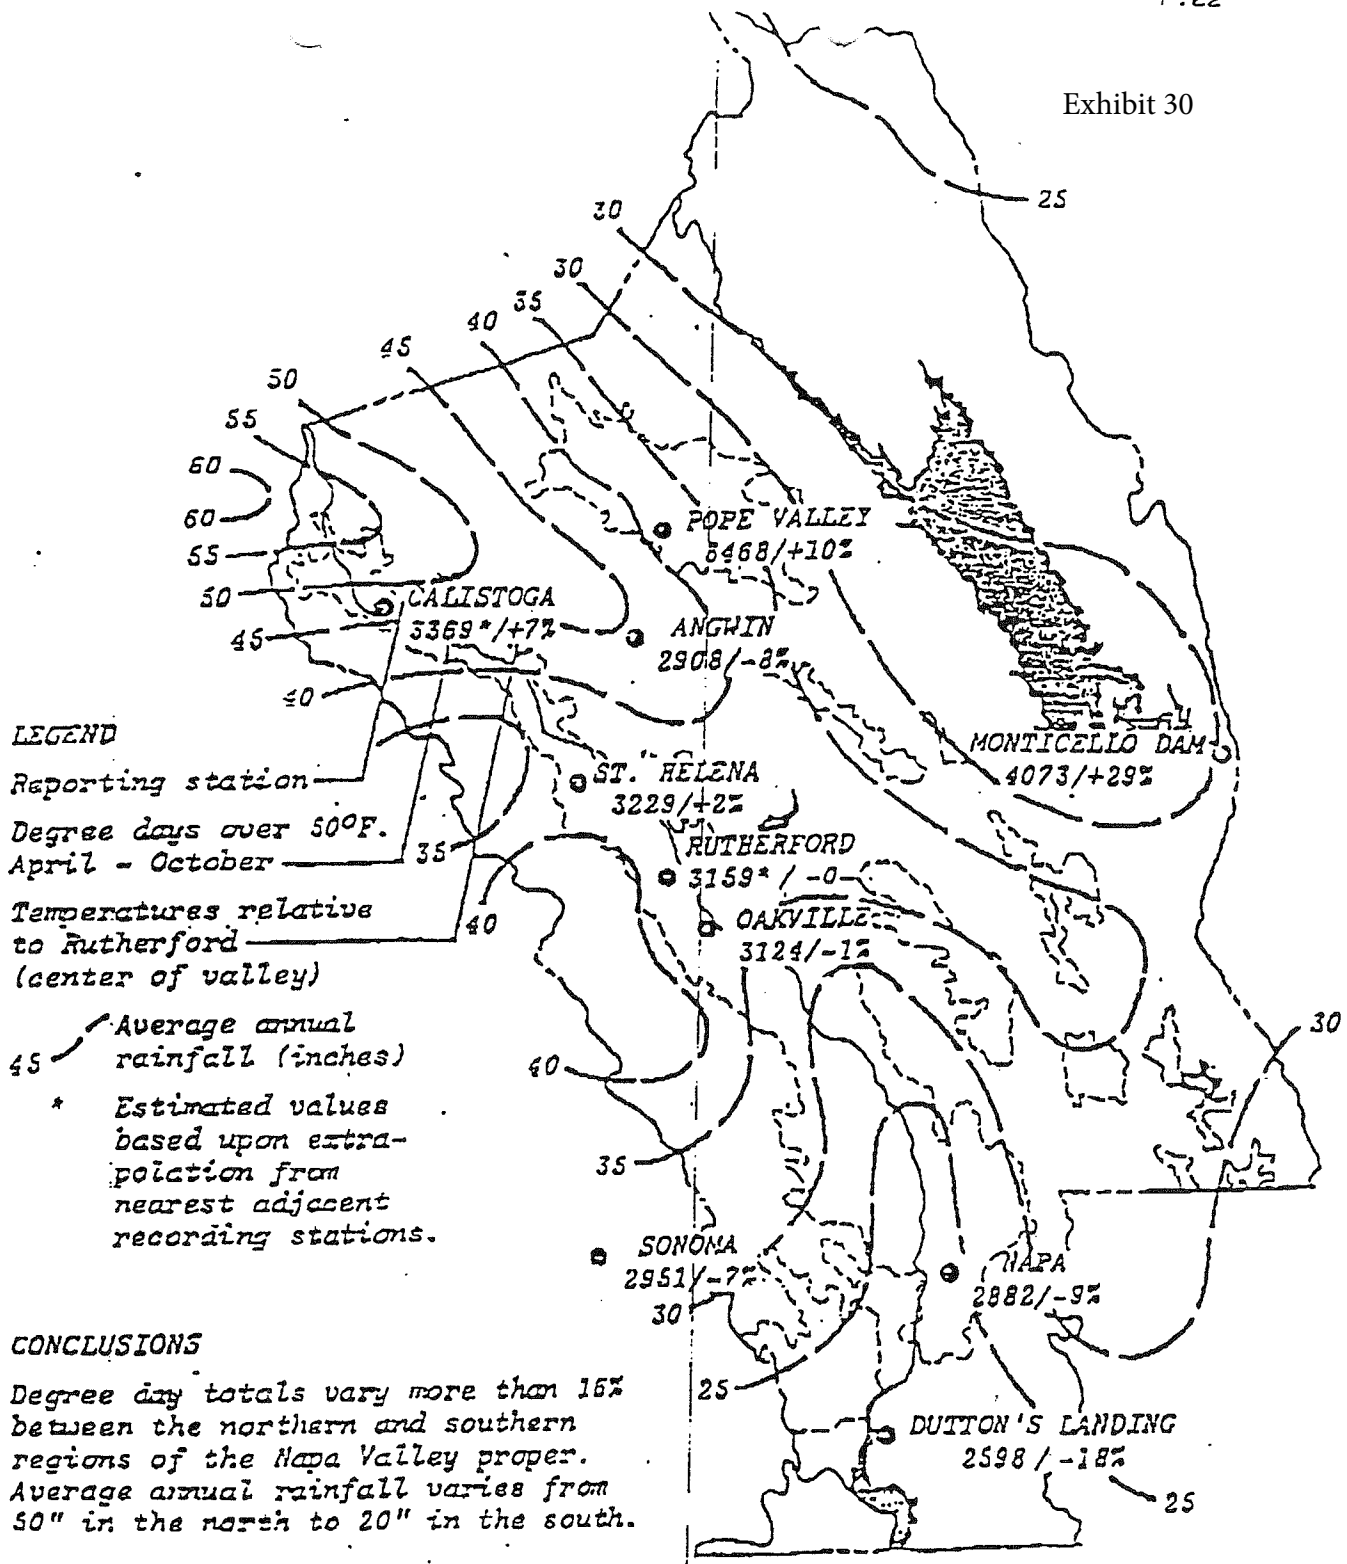 Exhibit 30
25
30
30
35
40
45
50
55
60
60
55
50
45
40
POPE VALLEY
3468/+10%
CALISTOGA
3369*/+7%
ANGWIN
2908/-8%
LEGEND
Reporting station
Degree days over 50°F.
April - October
Temperatures relative
to Rutherford
(center of valley)
45
Average annual
rainfall (inches)
* Estimated values
based upon extra-
polation from
nearest adjacent
recording stations.
MONTICELLO DAM
4073/+29%
ST. HELENA
3229/+2%
35
RUTHERFORD
3159* / -0-
40
OAKVILLE
3124/-1%
30
40
35
SONOMA
2951/-7%
30
NAPA
2882/-9%
25
DUTTON'S LANDING
2598/-18%
25
CONCLUSIONS
Degree day totals vary more than 16%
between the northern and southern
regions of the Napa Valley proper.
Average annual rainfall varies from
50" in the north to 20" in the south.